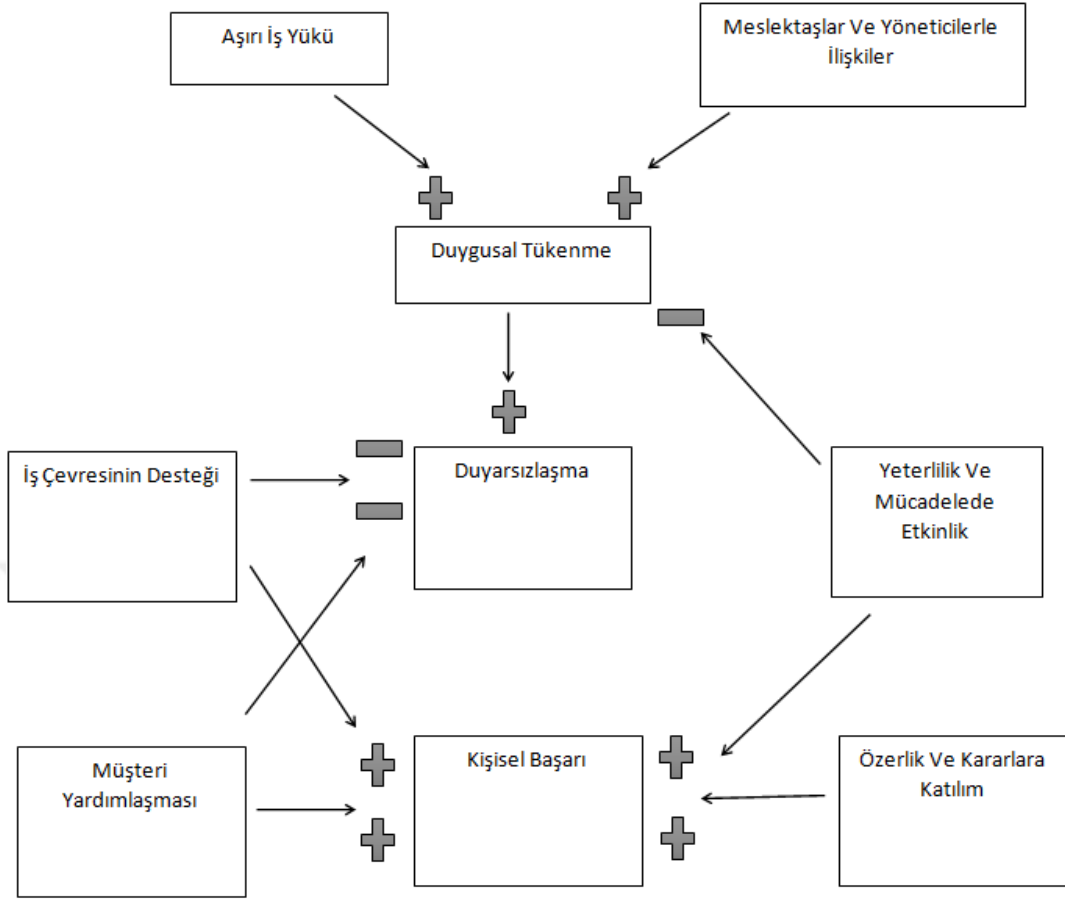 Aşırı İş Yükü
Meslektaşlar Ve Yöneticilerle
İlişkiler
Duygusal Tükenme
İş Çevresinin Desteği
Duyarsızlaşma
Yeterlilik Ve
Mücadelede
Etkinlik
Müşteri
Yardımlaşması
Kişisel Başarı
Özerlik Ve Kararlara
Katılım